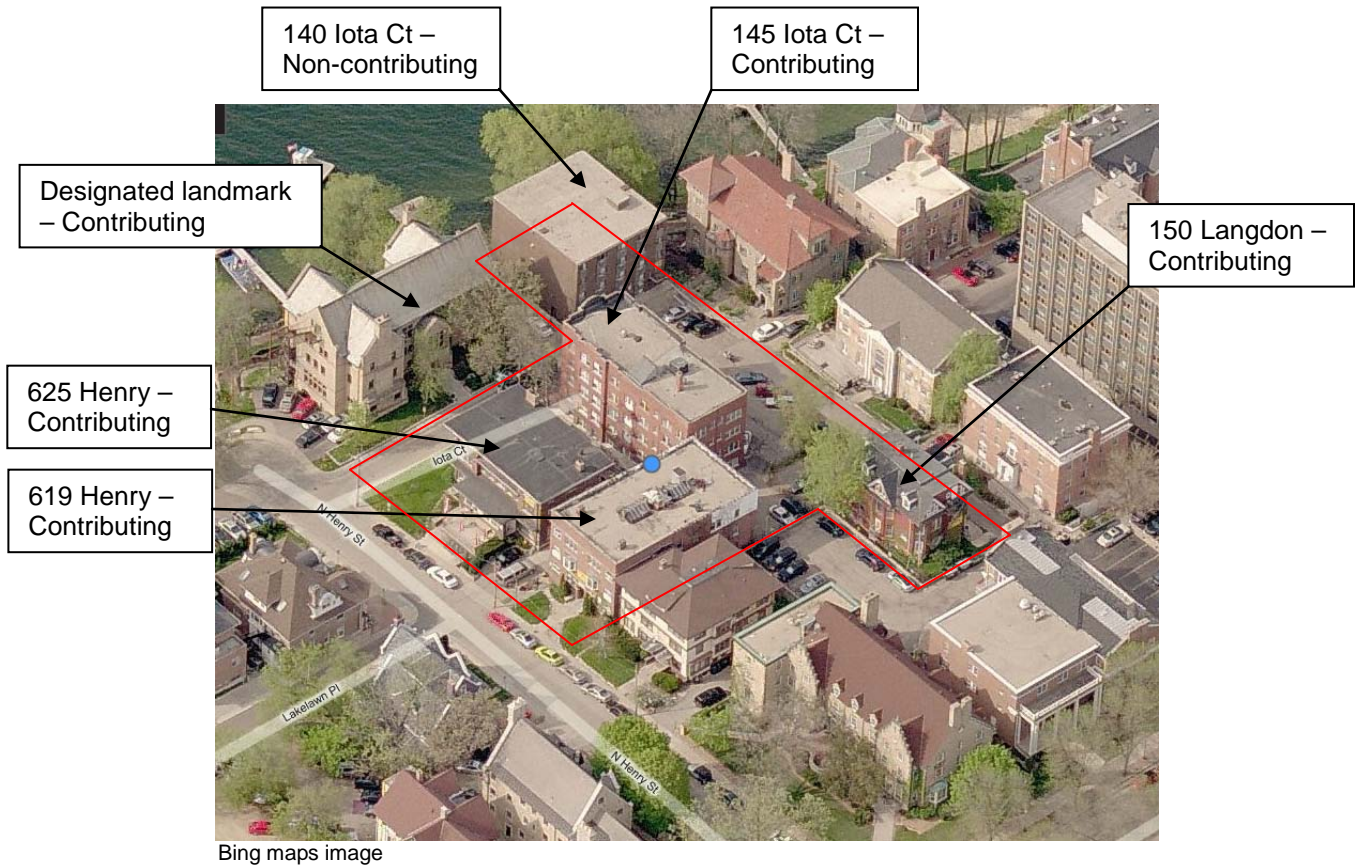 140 Iota Ct –
Non-contributing
145 Iota Ct –
Contributing
Designated landmark
– Contributing
150 Langdon –
Contributing
625 Henry –
Contributing
619 Henry –
Contributing
Iota Ct
N Henry St
Lakelawn Pl
N Henry St
Bing maps image